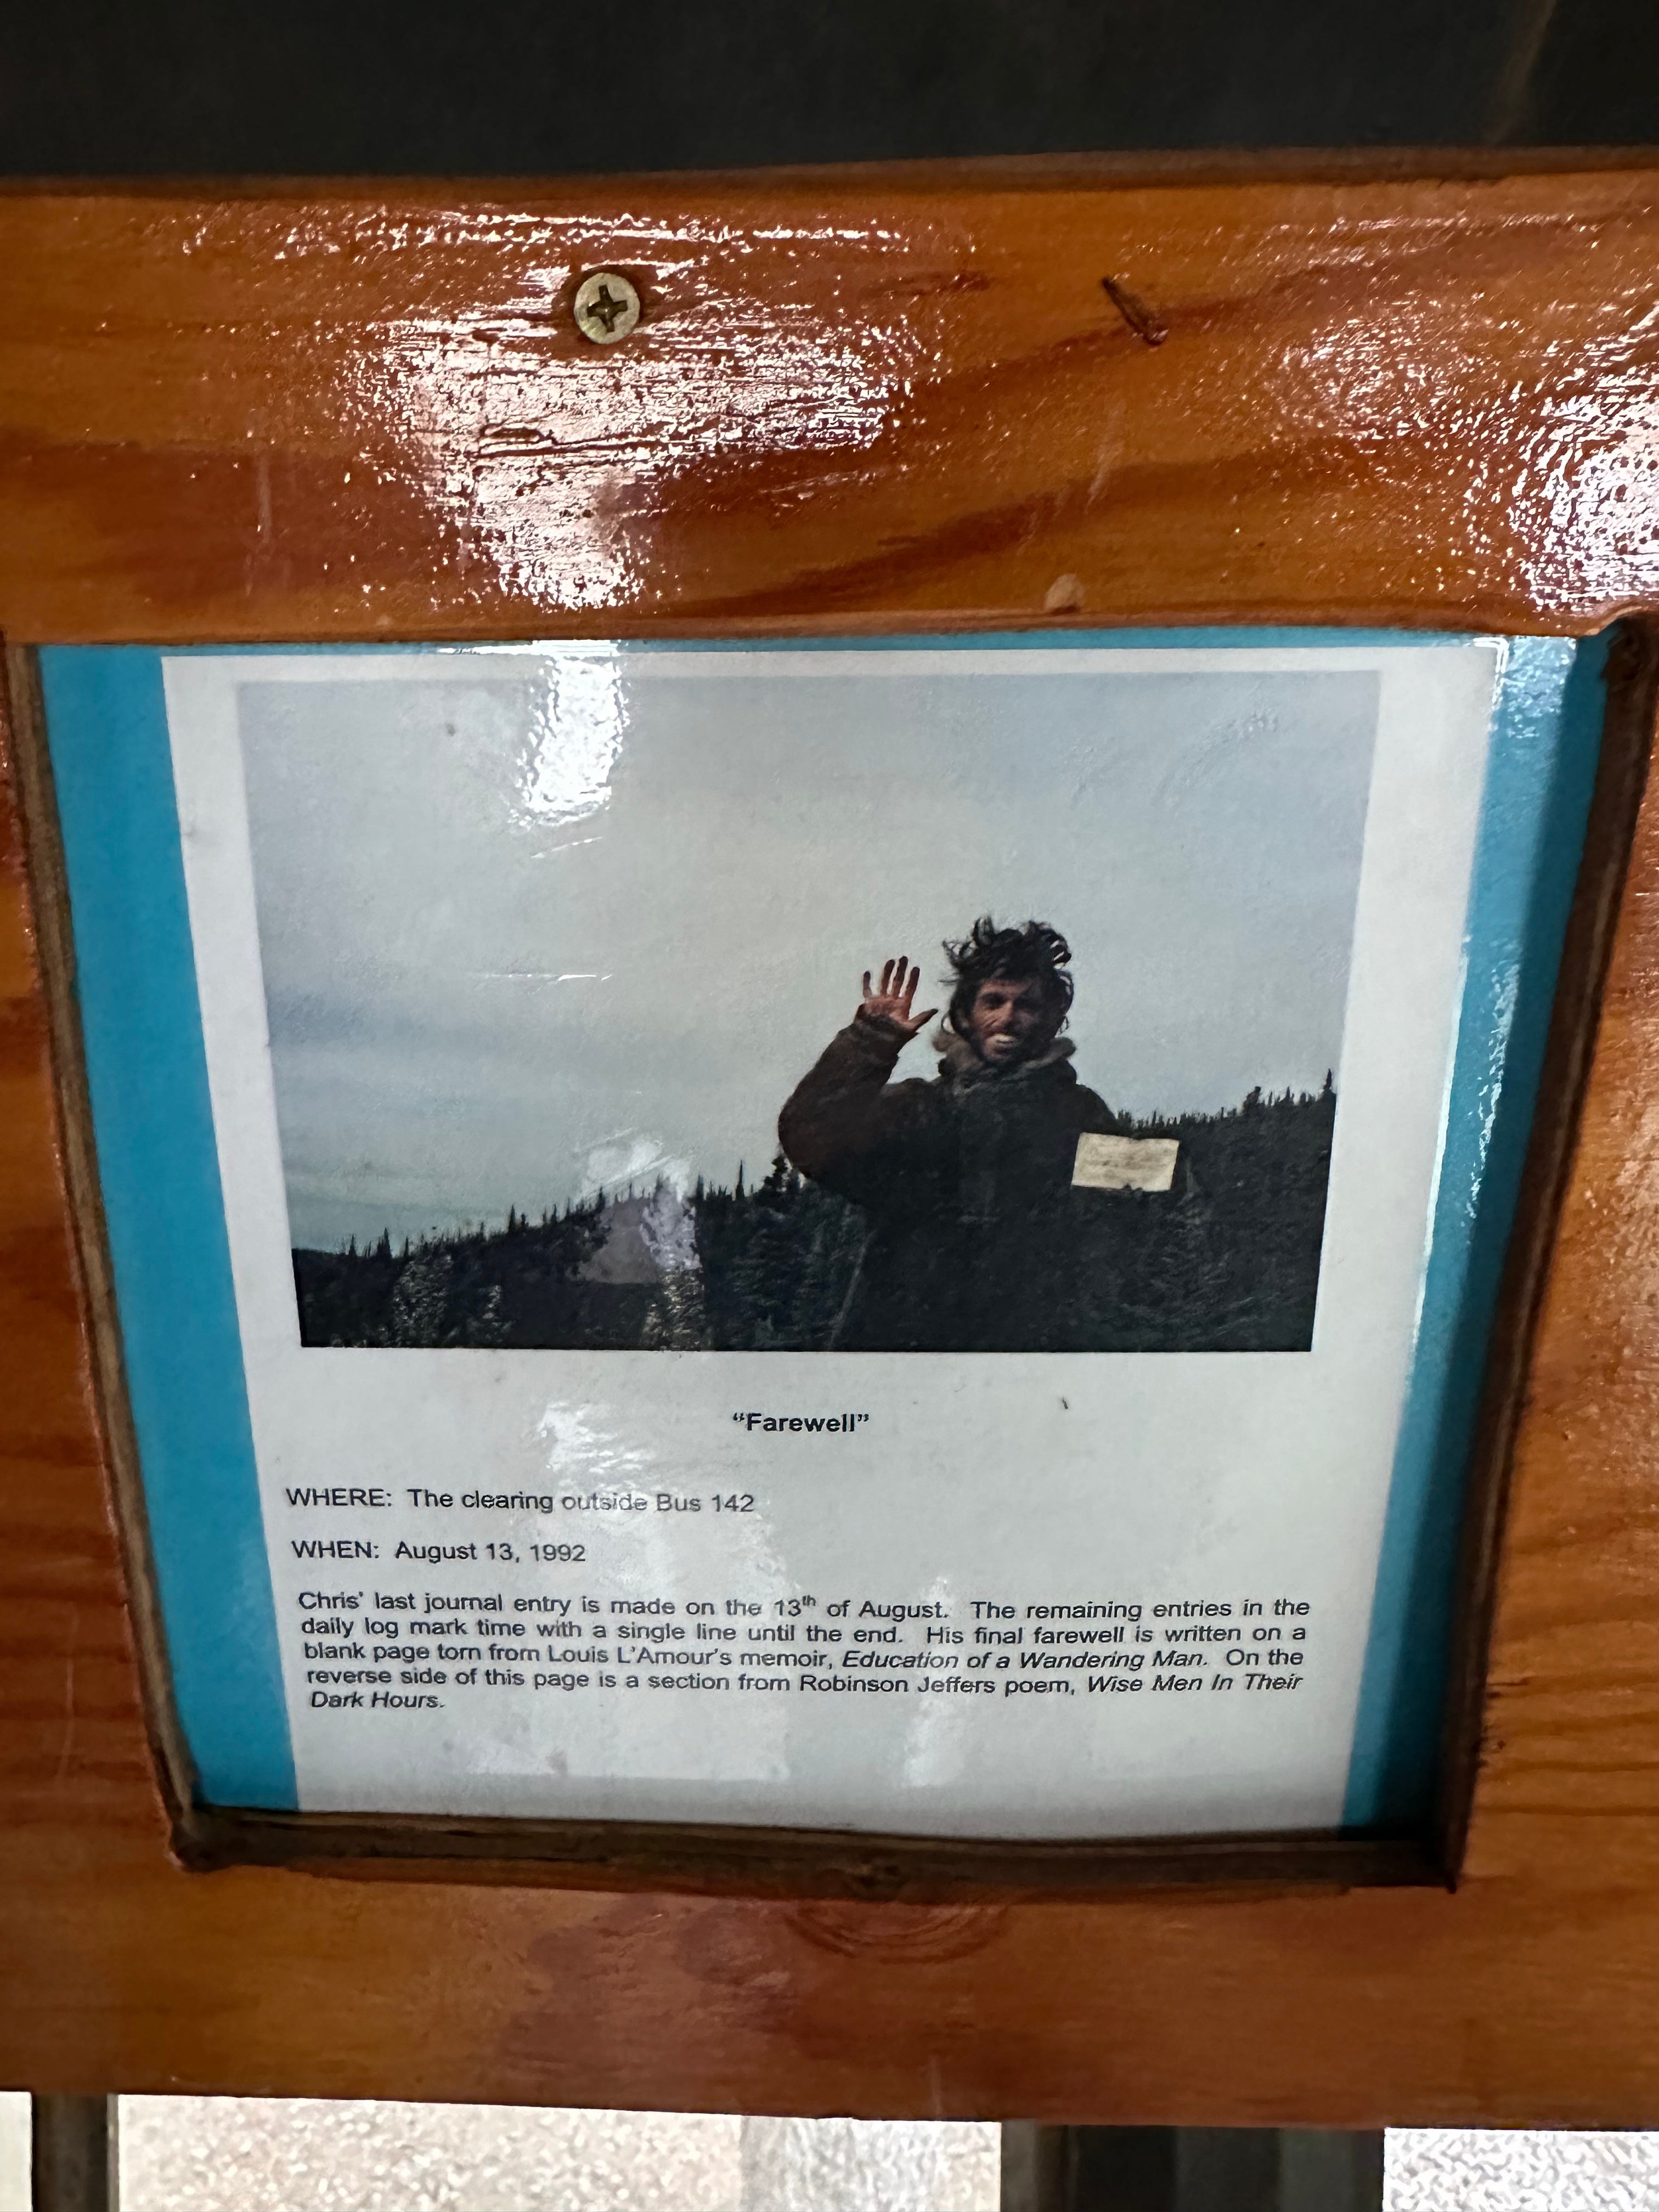 “Farewell”
WHERE: The clearing outside Bus 142
WHEN: August 13, 1992
Chris' last journal entry is made on the 13th of August. The remaining entries in the
daily log mark time with a single line until the end. His final farewell is written on a
blank page torn from Louis L'Amour's memoir, Education of a Wandering Man. On the
reverse side of this page is a section from Robinson Jeffers poem, Wise Men In Their
Dark Hours.